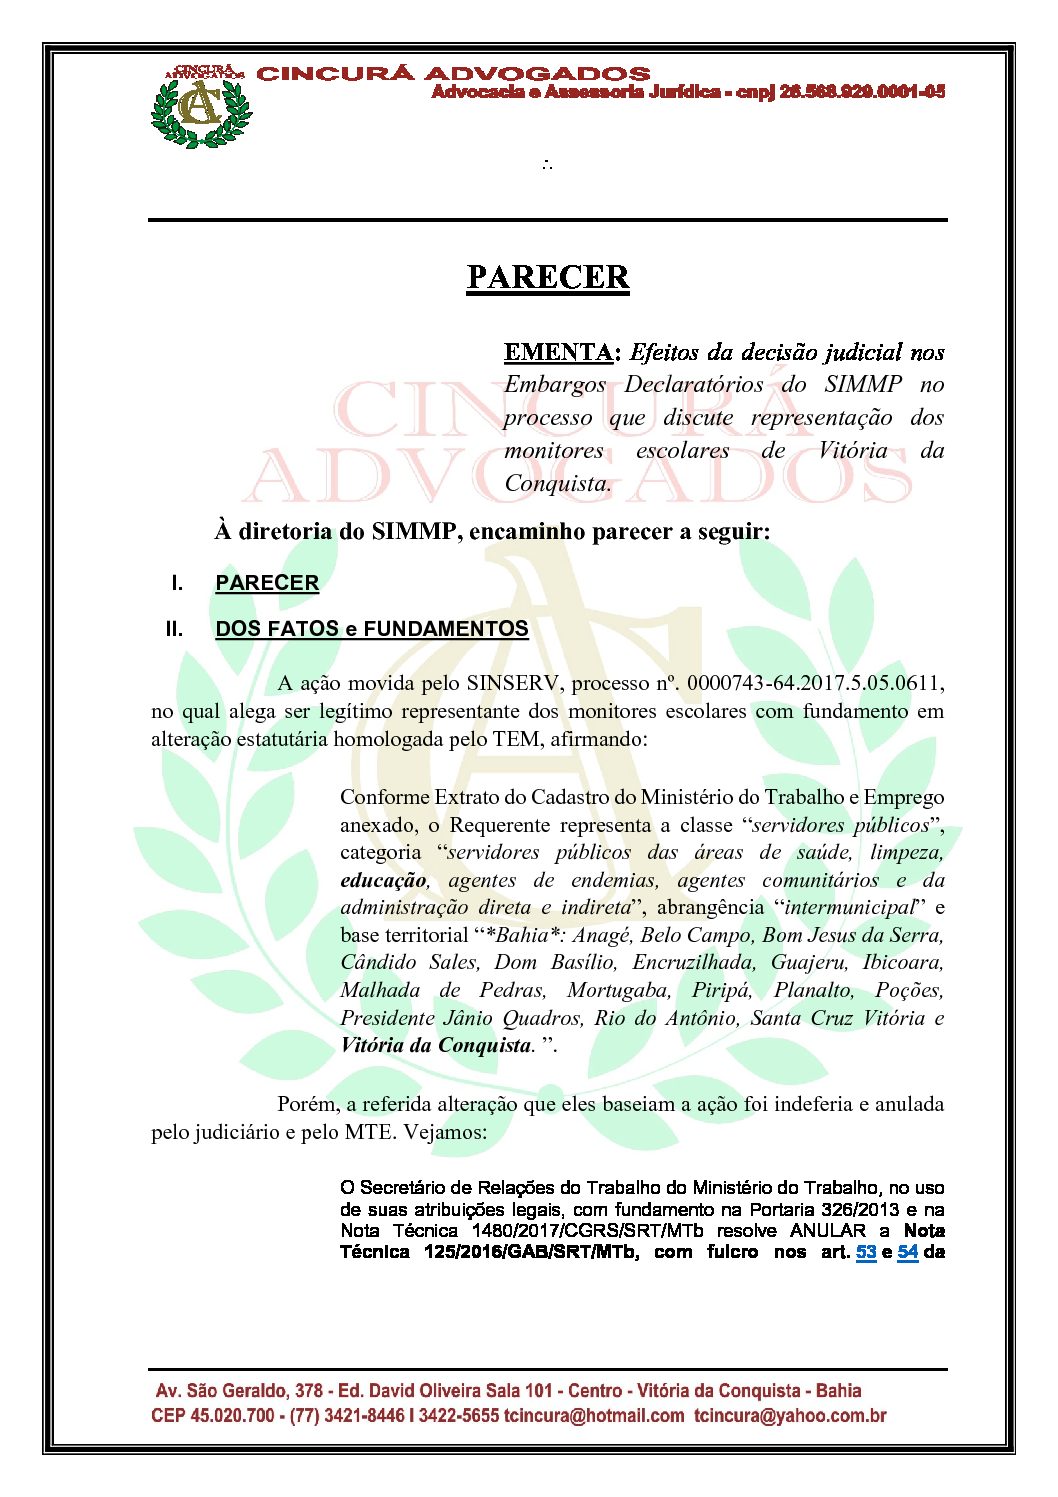 CINCURÁ
ADVOGADOS
CINCURÁ ADVOGADOS
Advocacia e Assessoria Jurídica - cnpj 26.568.929.0001-05
AC
∴
PARECER
EMENTA: Efeitos da decisão judicial nos
Embargos Declaratórios do SIMMP no
processo que discute representação dos
monitores escolares de Vitória da
Conquista.
CINCURÁ
ADVOGADOS
AC
À diretoria do SIMMP, encaminho parecer a seguir:
I. PARECER
II. DOS FATOS e FUNDAMENTOS
A ação movida pelo SINSERV, processo nº. 0000743-64.2017.5.05.0611,
no qual alega ser legítimo representante dos monitores escolares com fundamento em
alteração estatutária homologada pelo TEM, afirmando:
Conforme Extrato do Cadastro do Ministério do Trabalho e Emprego
anexado, o Requerente representa a classe “servidores públicos”,
categoria “servidores públicos das áreas de saúde, limpeza,
educação, agentes de endemias, agentes comunitários e da
administração direta e indireta”, abrangência “intermunicipal” e
base territorial “*Bahia*: Anagé, Belo Campo, Bom Jesus da Serra,
Cândido Sales, Dom Basílio, Encruzilhada, Guajeru, Ibicoara,
Malhada de Pedras, Mortugaba, Piripá, Planalto, Poções,
Presidente Jânio Quadros, Rio do Antônio, Santa Cruz Vitória e
Vitória da Conquista. ”.
Porém, a referida alteração que eles baseiam a ação foi indeferia e anulada
pelo judiciário e pelo MTE. Vejamos:
O Secretário de Relações do Trabalho do Ministério do Trabalho, no uso
de suas atribuições legais, com fundamento na Portaria 326/2013 e na
Nota Técnica 1480/2017/CGRS/SRT/MTb resolve ANULAR a Nota
Técnica 125/2016/GAB/SRT/MTb, com fulcro nos art. 53 e 54 da
Av. São Geraldo, 378 - Ed. David Oliveira Sala 101 - Centro - Vitória da Conquista - Bahia
CEP 45.020.700 - (77) 3421-8446 I 3422-5655 tcincura@hotmail.com tcincura@yahoo.com.br